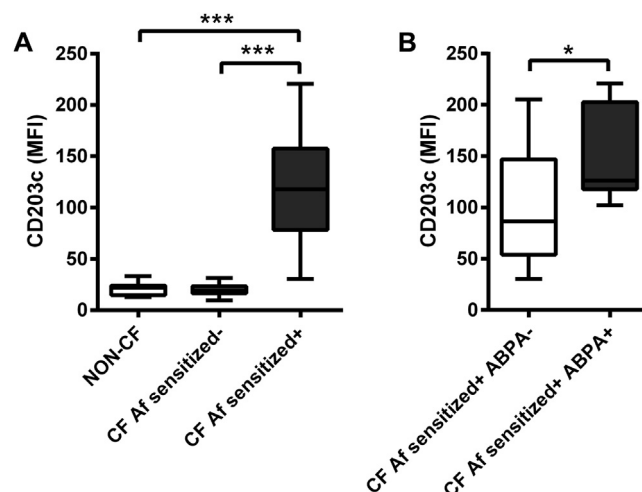 A
***
***
CD203c (MFI)
250
200
150
100
50
0
NON-CF
CF Af sensitized-
CF Af sensitized+
B
*
CD203c (MFI)
250
200
150
100
50
0
CF Af sensitized+ ABPA-
CF Af sensitized+ ABPA+